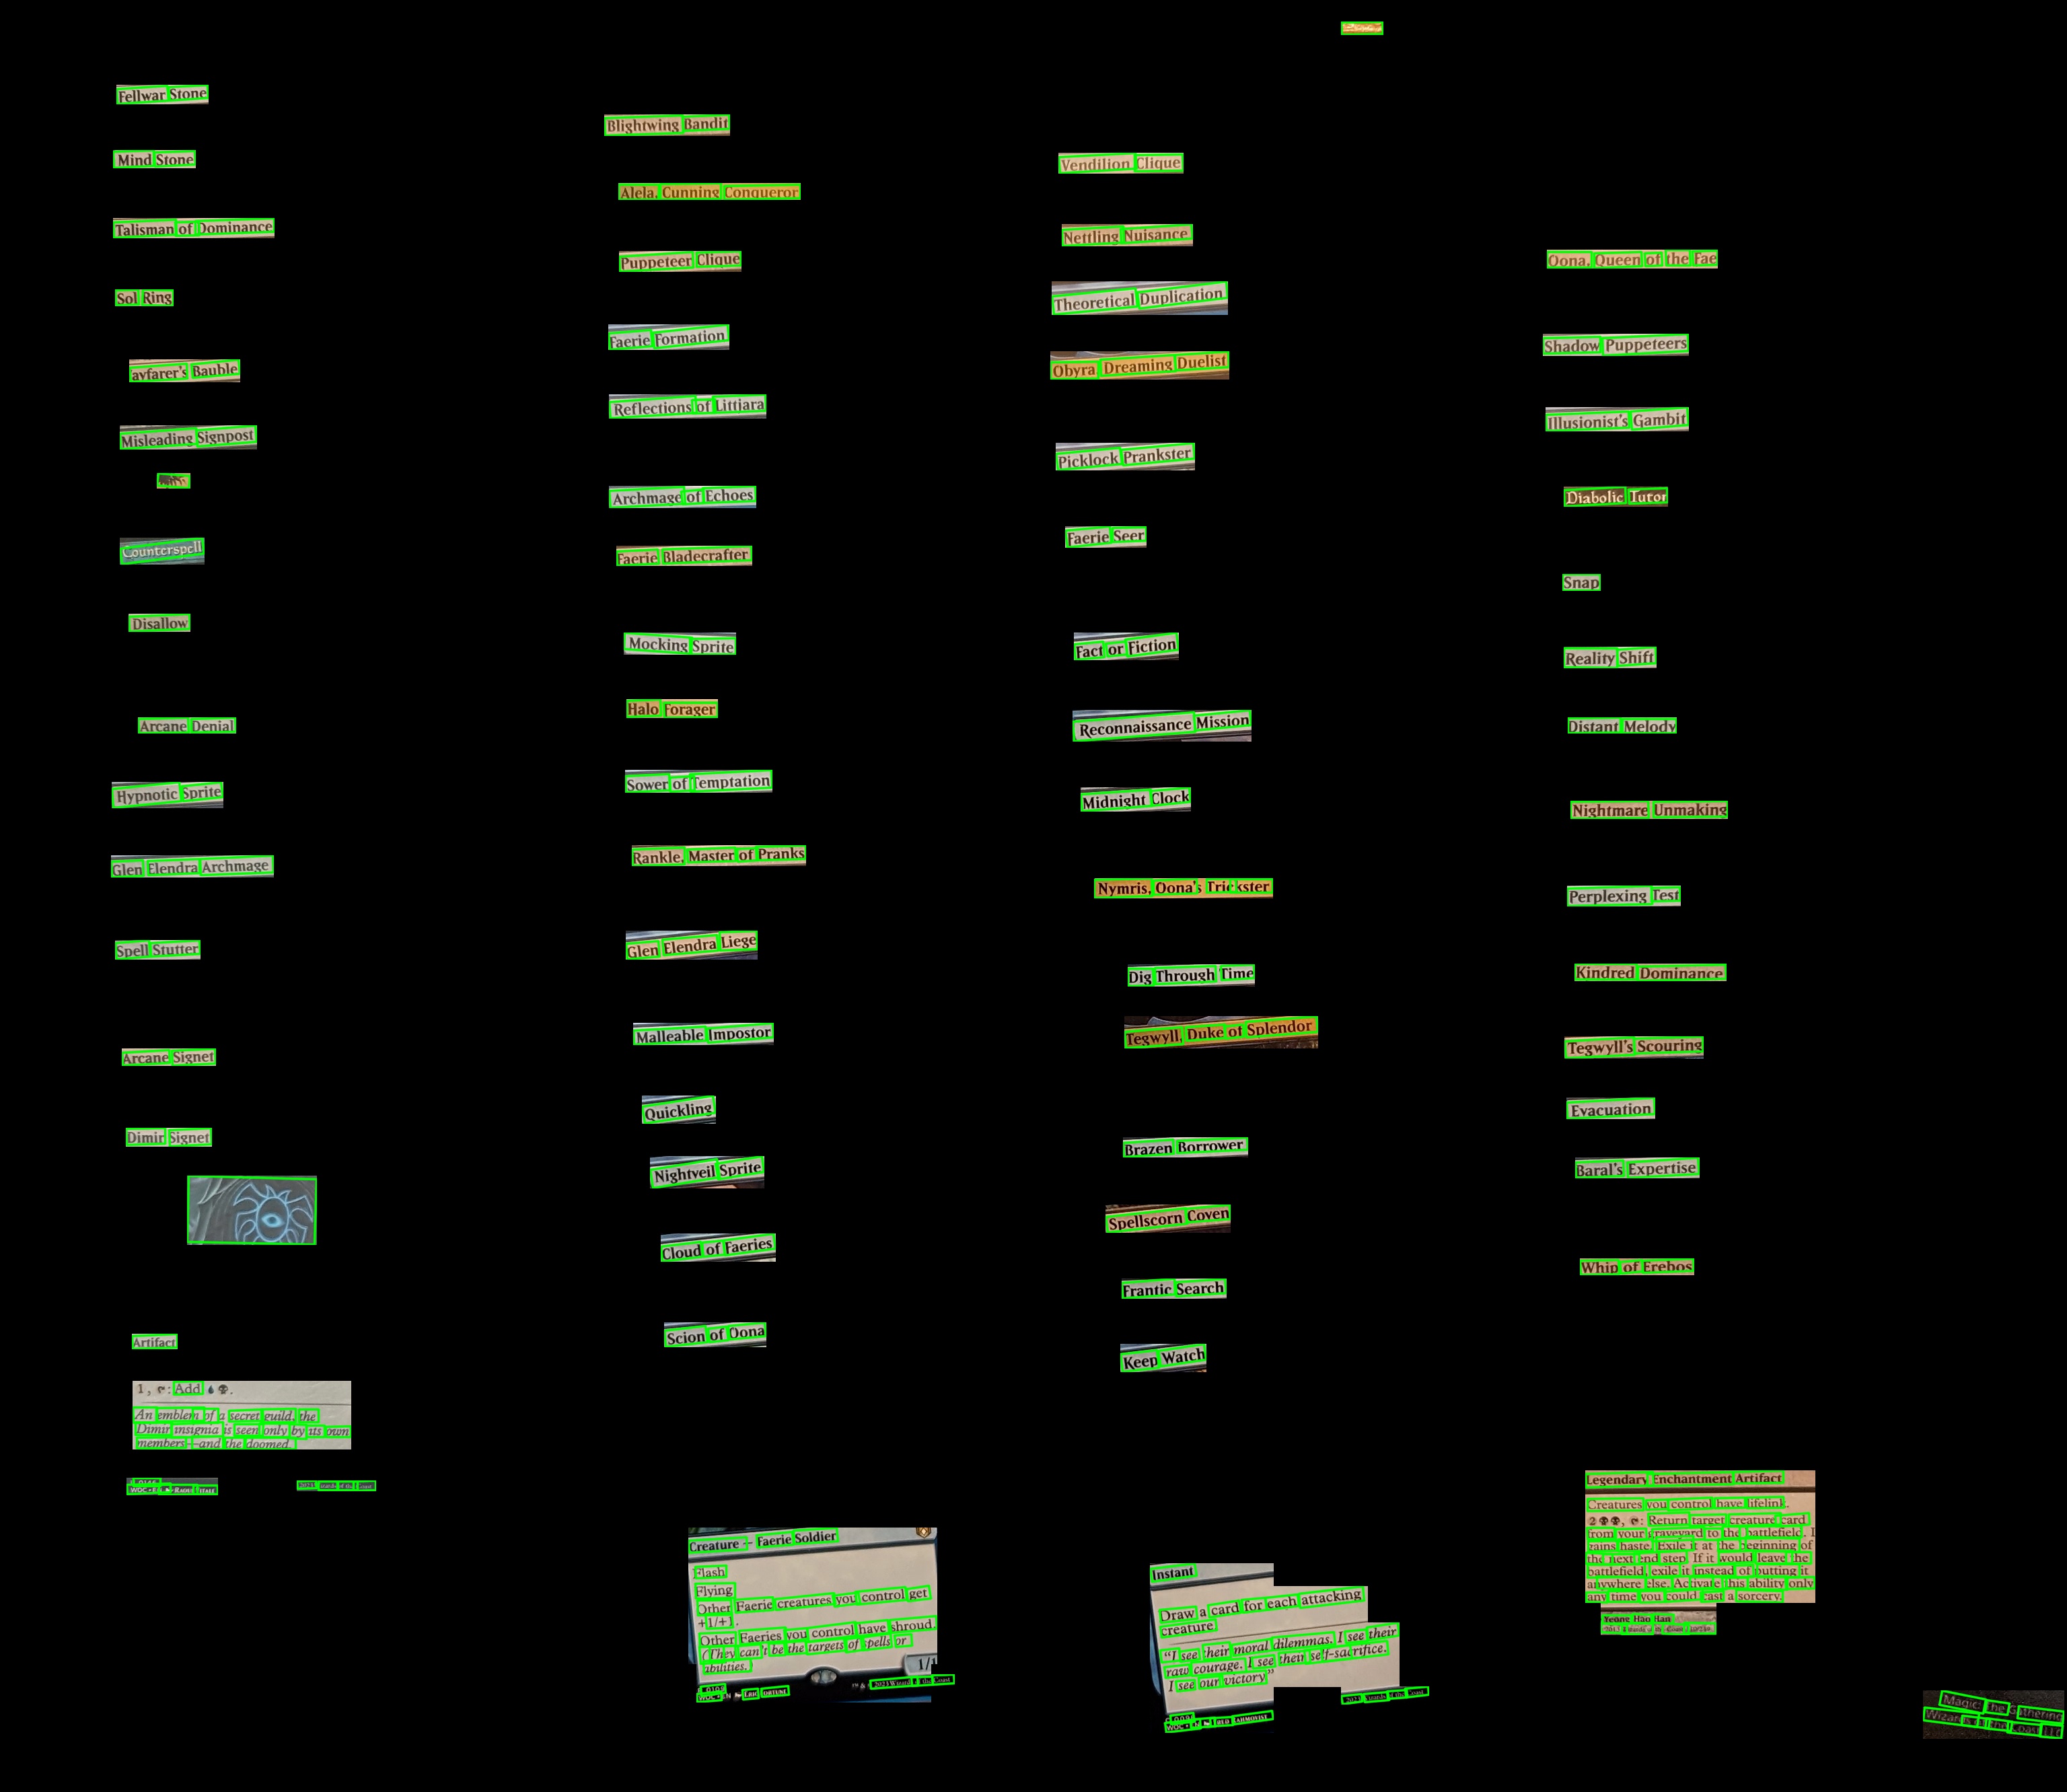 Fellwar Stone
Mind Stone
Talisman of Dominance
Sol Ring
ayfarer's Bauble
Misleading Signpost
Counterspell
Disallow
Arcane Denial
Hypnotic Sprite
Glen Elendra Archmage
Spell Stutter
Arcane Signet
Dimir Signet
Artifact
1, : Add
An emblem of a secret guild, the
Dimir insignia is seen only by its own
members—and the doomed.
Blightwing Bandit
Alela, Cunning Conqueror
Puppeteer Clique
Faerie Formation
Reflections of Littjara
Archmage of Echoes
Faerie Bladecrafter
Mocking Sprite
Halo Forager
Sower of Temptation
Rankle, Master of Pranks
Glen Elendra Liege
Malleable Impostor
Quickling
Nightveil Sprite
Cloud of Faeries
Scion of Oona
Creature — Faerie Soldier
Flash
Flying
Other Faerie creatures you control get
+1/+1.
Other Faeries you control have shroud.
(They can't be the targets of spells or
abilities.)
1/1
Vendilion Clique
Nettling Nuisance
Theoretical Duplication
Obyra Dreaming Duelist
Picklock Prankster
Faerie Seer
Fact or Fiction
Reconnaissance Mission
Midnight Clock
Nymris, Oona's Trickster
Dig Through Time
Tegwyll, Duke of Splendor
Brazen Borrower
Spellscorn Coven
Frantic Search
Keep Watch
Instant
Draw a card for each attacking
creature
“I see their moral dilemmas. I see their
raw courage. I see their self-sacrifice.
I see our victory”
Oona, Queen of the Fae
Shadow Puppeteers
Illusionist's Gambit
Diabolic Tutor
Snap
Reality Shift
Distant Melody
Nightmare Unmaking
Perplexing Test
Kindred Dominance
Tegwyll's Scouring
Evacuation
Baral's Expertise
Whip of Erebos
Legendary Enchantment Artifact
Creatures you control have lifelink.
2, : Return target creature card
from your graveyard to the battlefield. I
gains haste. Exile it at the beginning of
the next end step. If it would leave the
battlefield, exile it instead of putting it
anywhere else. Activate this ability only
any time you could cast a sorcery.
Yeong-Hao Han
Magic: The Gathering
Wizards of the Coast LLC